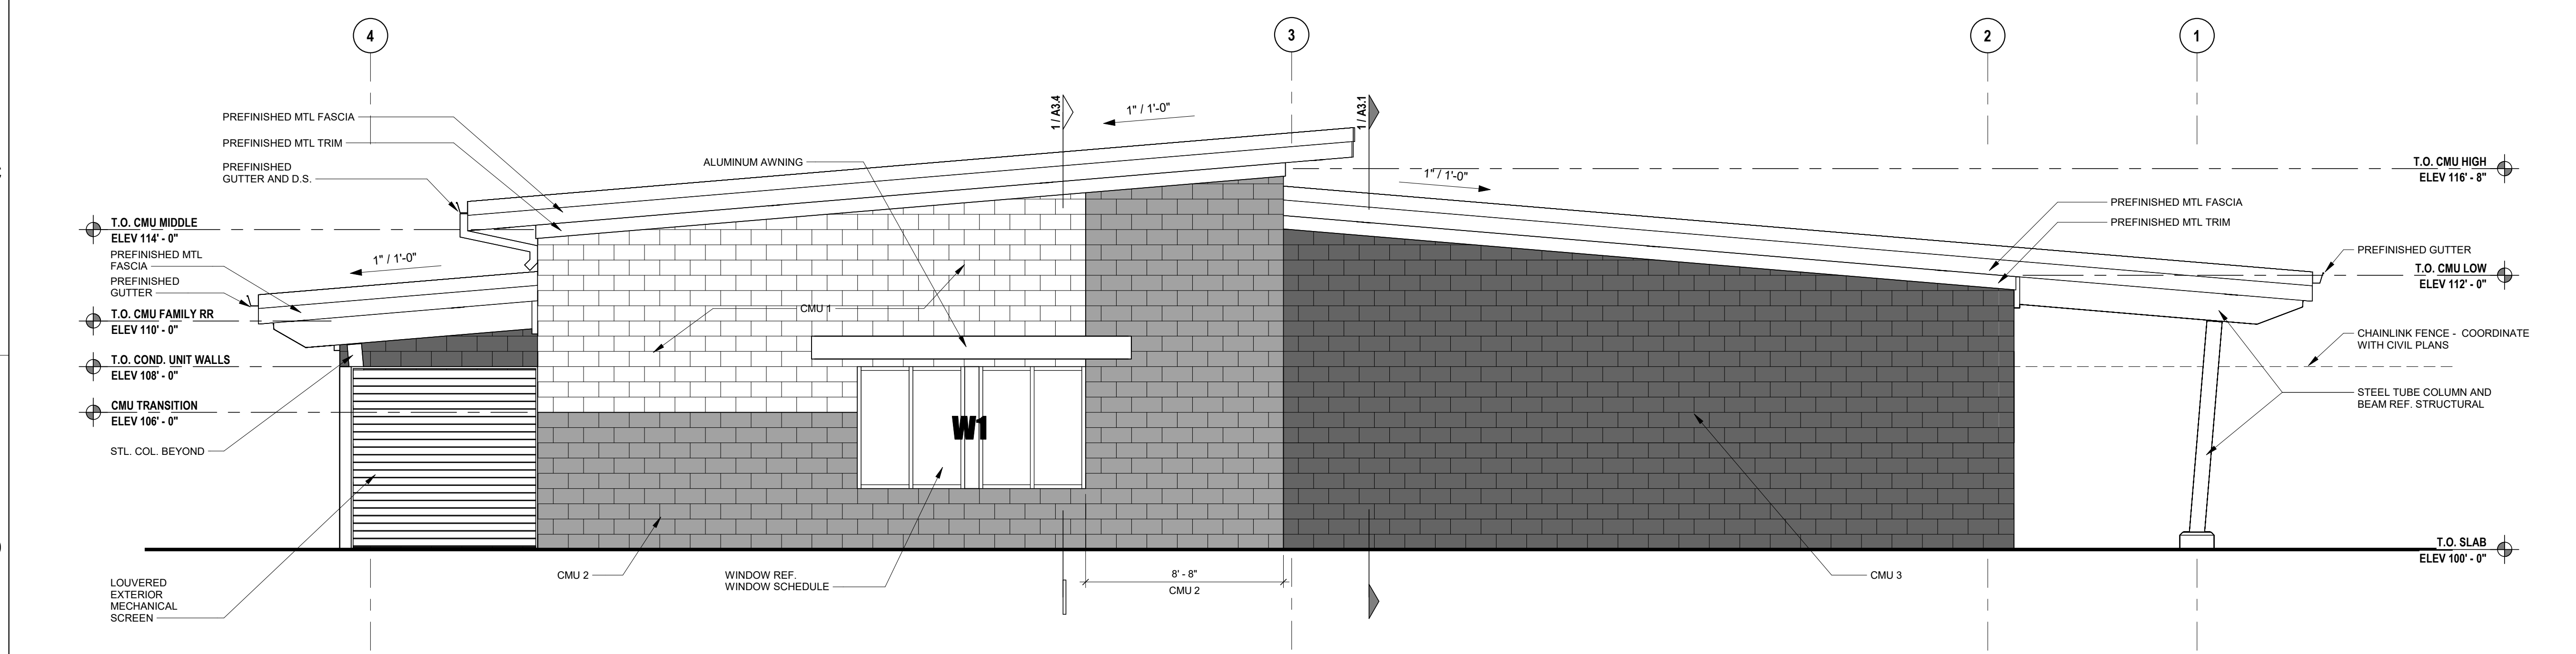 4
3
2
1
PREFINISHED MTL FASCIA
PREFINISHED MTL TRIM
PREFINISHED
GUTTER AND D.S.
ALUMINUM AWNING
1 / A3.4
1" / 1'-0"
1 / A3.1
1" / 1'-0"
T.O. CMU HIGH
ELEV 116' - 8"
T.O. CMU MIDDLE
ELEV 114' - 0"
PREFINISHED MTL
FASCIA
PREFINISHED
GUTTER
1" / 1'-0"
T.O. CMU FAMILY RR
ELEV 110' - 0"
T.O. COND. UNIT WALLS
ELEV 108' - 0"
CMU TRANSITION
ELEV 106' - 0"
STL. COL. BEYOND
LOUVERED
EXTERIOR
MECHANICAL
SCREEN
CMU 1
W1
CMU 2
WINDOW REF.
WINDOW SCHEDULE
8' - 8"
CMU 2
CMU 3
PREFINISHED MTL FASCIA
PREFINISHED MTL TRIM
PREFINISHED GUTTER
T.O. CMU LOW
ELEV 112' - 0"
CHAINLINK FENCE - COORDINATE
WITH CIVIL PLANS
STEEL TUBE COLUMN AND
BEAM REF. STRUCTURAL
T.O. SLAB
ELEV 100' - 0"